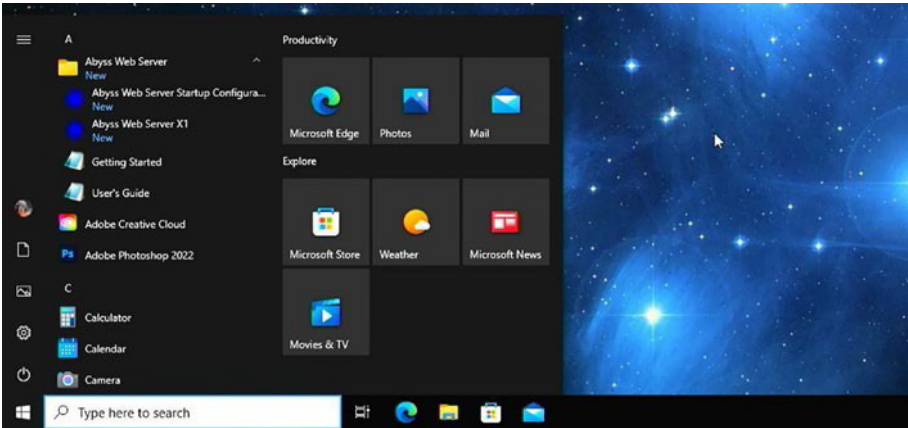 A
Abyss Web Server
New
Abyss Web Server Startup Configura...
New
Abyss Web Server X1
New
Getting Started
User's Guide
Adobe Creative Cloud
Ps Adobe Photoshop 2022
C
Calculator
Calendar
Camera
Productivity
Microsoft Edge
Photos
Mail
Explore
Microsoft Store
Weather
Microsoft News
Movies & TV
Type here to search